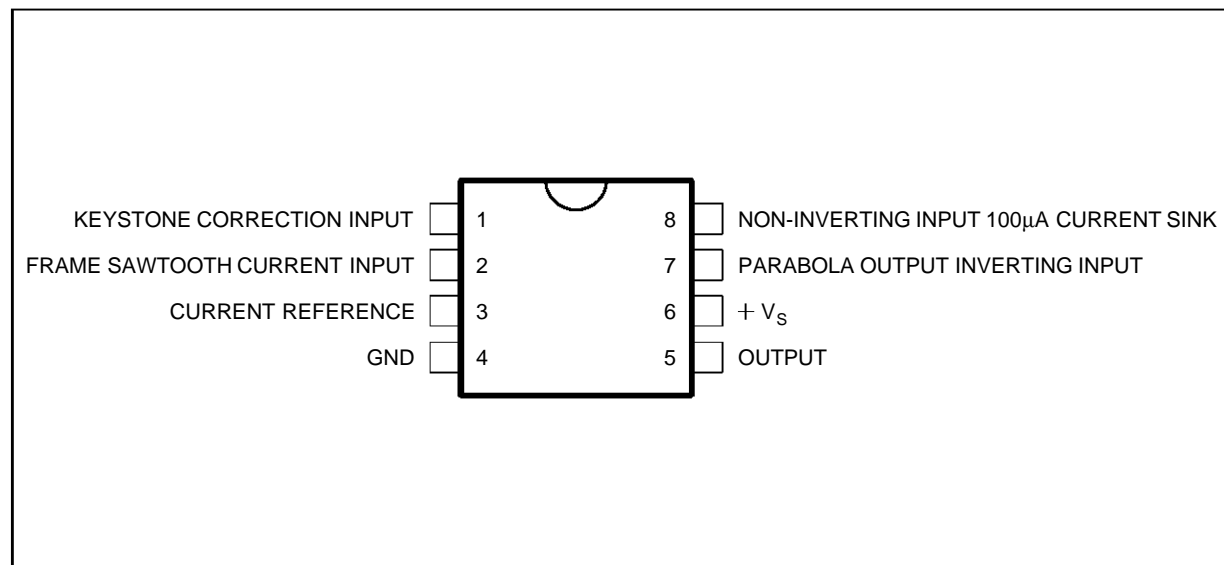 KEYSTONE CORRECTION INPUT 1 8 NON-INVERTING INPUT 100μA CURRENT SINK
FRAME SAWTOOTH CURRENT INPUT 2 7 PARABOLA OUTPUT INVERTING INPUT
CURRENT REFERENCE 3 6 + VS
GND 4 5 OUTPUT